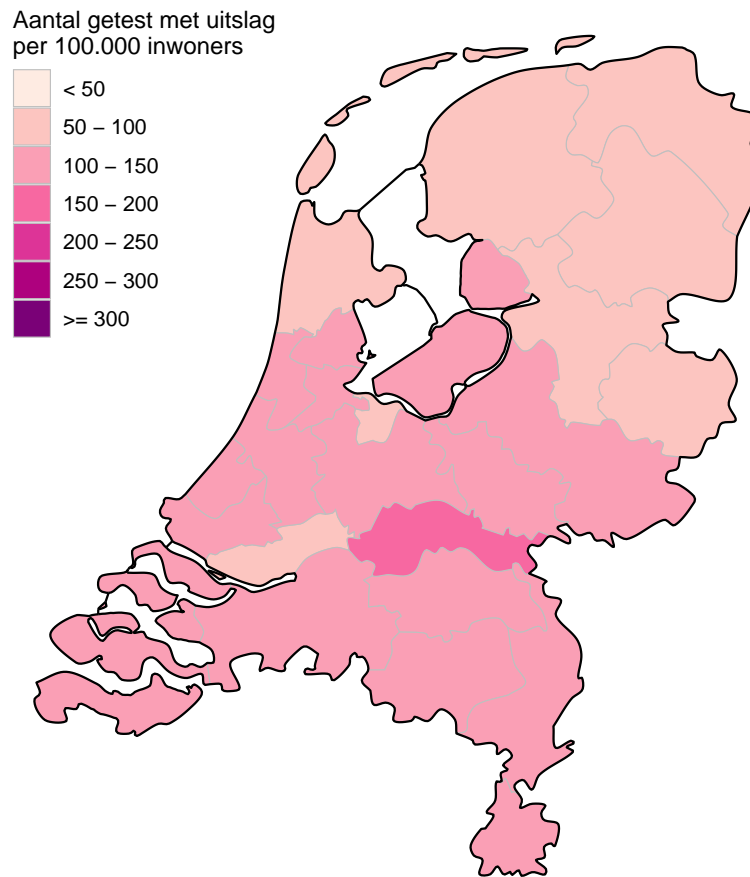 Aantal getest met uitslag
per 100.000 inwoners
< 50
50 – 100
100 – 150
150 – 200
200 – 250
250 – 300
>= 300